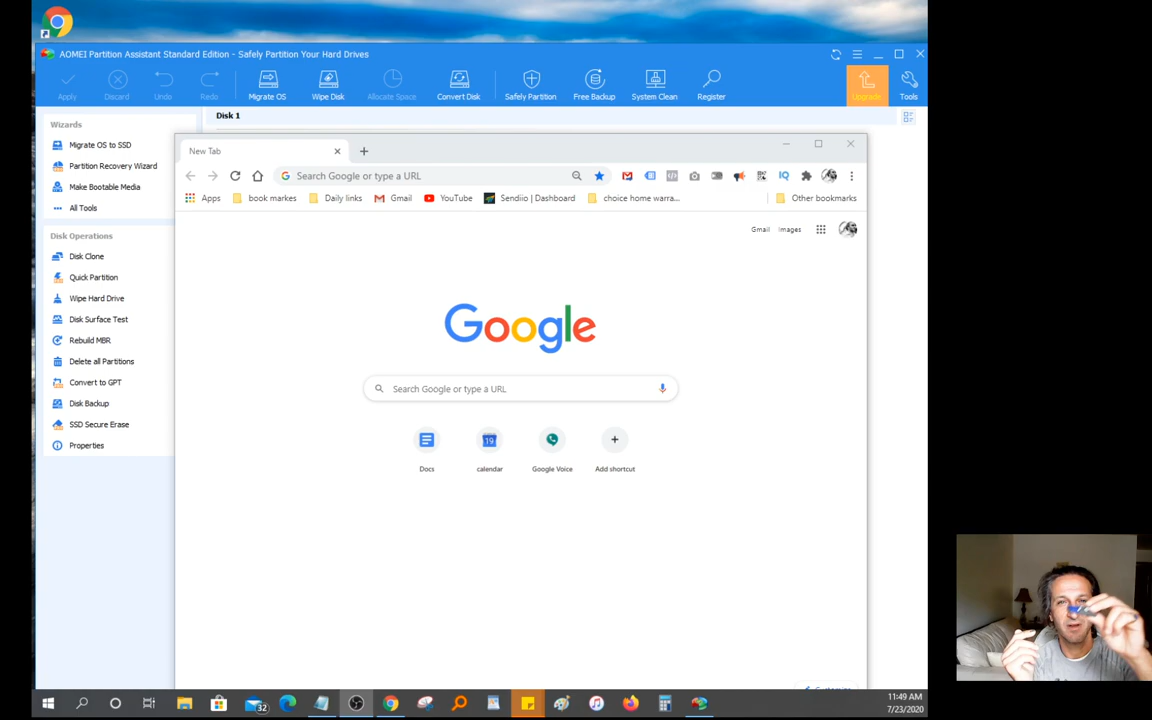 AOMEI Partition Assistant Standard Edition - Safely Partition Your Hard Drives
Apply
Discard
Undo
Redo
Migrate OS
Wipe Disk
Allocate Space
Convert Disk
Safely Partition
Free Backup
System Clean
Register
Upgrade
Tools
Wizards
Migrate OS to SSD
Partition Recovery Wizard
Make Bootable Media
All Tools
Disk Operations
Disk Clone
Quick Partition
Wipe Hard Drive
Disk Surface Test
Rebuild MBR
Delete all Partitions
Convert to GPT
Disk Backup
SSD Secure Erase
Properties
Disk 1
New Tab
Search Google or type a URL
IQ
Apps
book markes
Daily links
Gmail
YouTube
Sendiio | Dashboard
choice home warra...
Other bookmarks
Gmail
Images
Google
Search Google or type a URL
19
Docs
calendar
Google Voice
Add shortcut
32
11:49 AM
7/23/2020